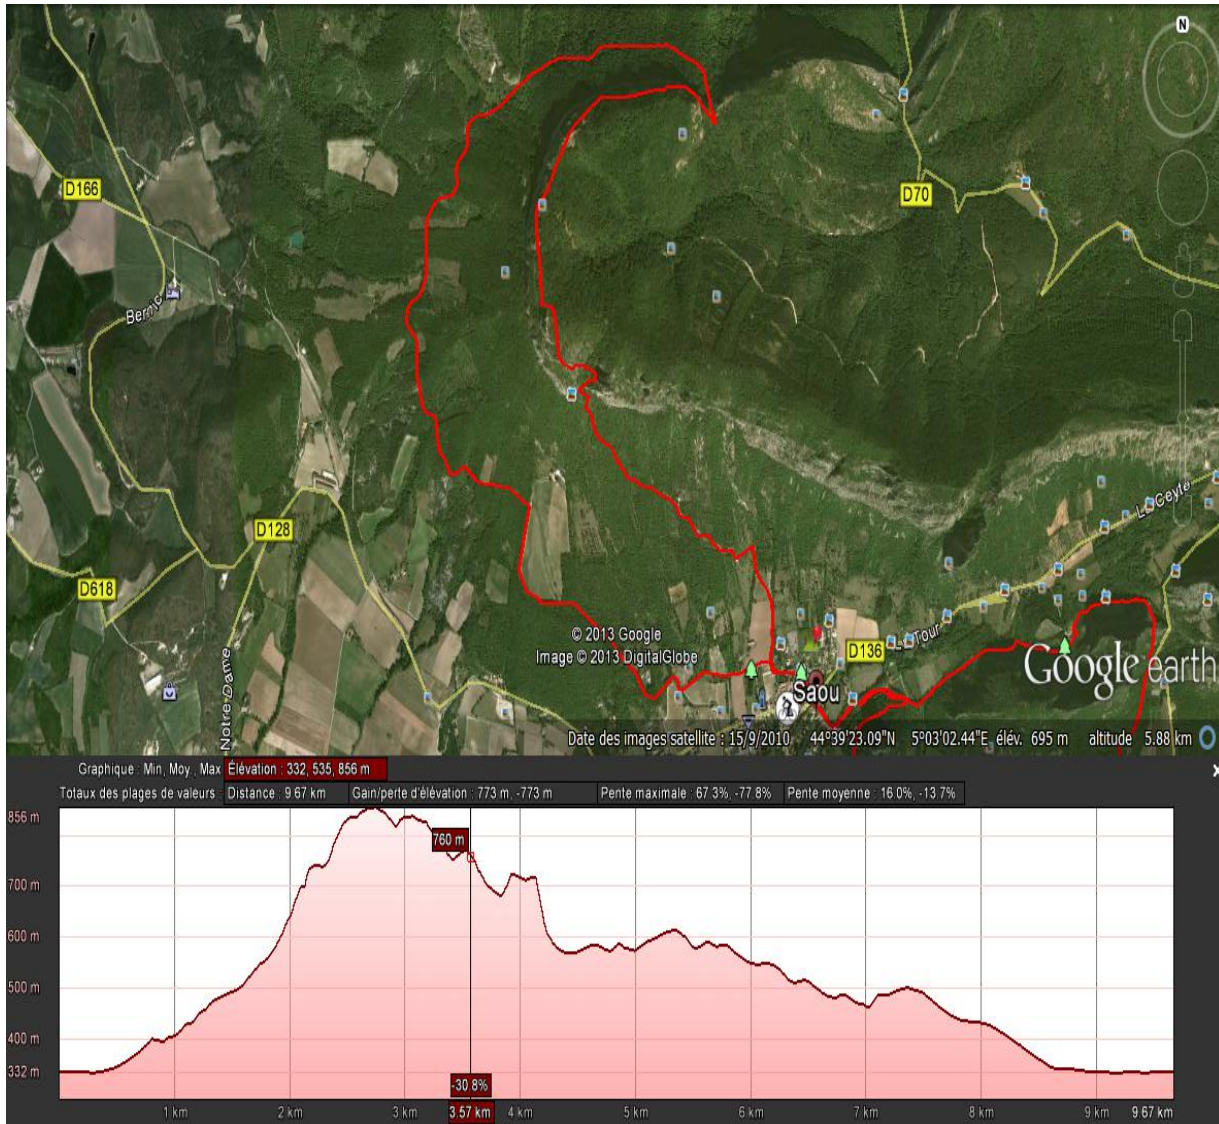 N
D166
D70
Bernic
D128
D618
La Ceyte
Notre-Dame
© 2013 Google
Image © 2013 DigitalGlobe
D136
Tour
Saou
Google earth
Date des images satellite : 15/9/2010 44°39'23.09"N 5°03'02.44"E élév. 695 m altitude 5.88 km
Graphique : Min, Moy., Max Élévation : 332, 535, 856 m
x
Totaux des plages de valeurs : Distance : 9.67 km Gain/perte d'élévation : 773 m, -773 m Pente maximale : 67.3%, -77.8% Pente moyenne : 16.0%, -13.7%
856 m
760 m
700 m
600 m
500 m
400 m
332 m
-30.8%
1 km 2 km 3 km 3.57 km 4 km 5 km 6 km 7 km 8 km 9 km 9.67 km